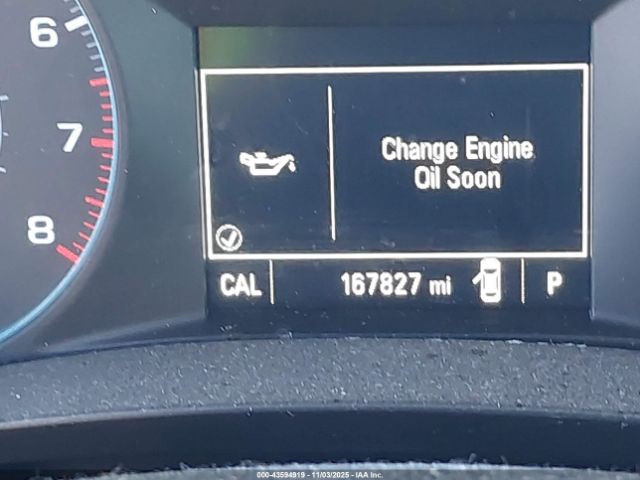 6
7
8
Change Engine
Oil Soon
CAL 167827 mi P
000-43594919 - 11/03/2025 - IAA Inc.